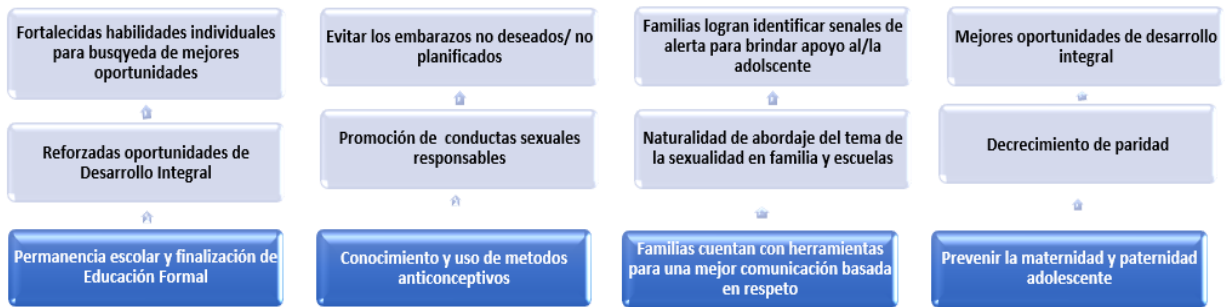 Fortalecidas habilidades individuales
para busqyeda de mejores
oportunidades
Evitar los embarazos no deseados/ no
planificados
Familias logran identificar senales de
alerta para brindar apoyo al/la
adolscente
Mejores oportunidades de desarrollo
integral
Reforzadas oportunidades de
Desarrollo Integral
Promoción de conductas sexuales
responsables
Naturalidad de abordaje del tema de
la sexualidad en familia y escuelas
Decrecimiento de paridad
Permanencia escolar y finalización de
Educación Formal
Conocimiento y uso de metodos
anticonceptivos
Familias cuentan con herramientas
para una mejor comunicación basada
en respeto
Prevenir la maternidad y paternidad
adolescente